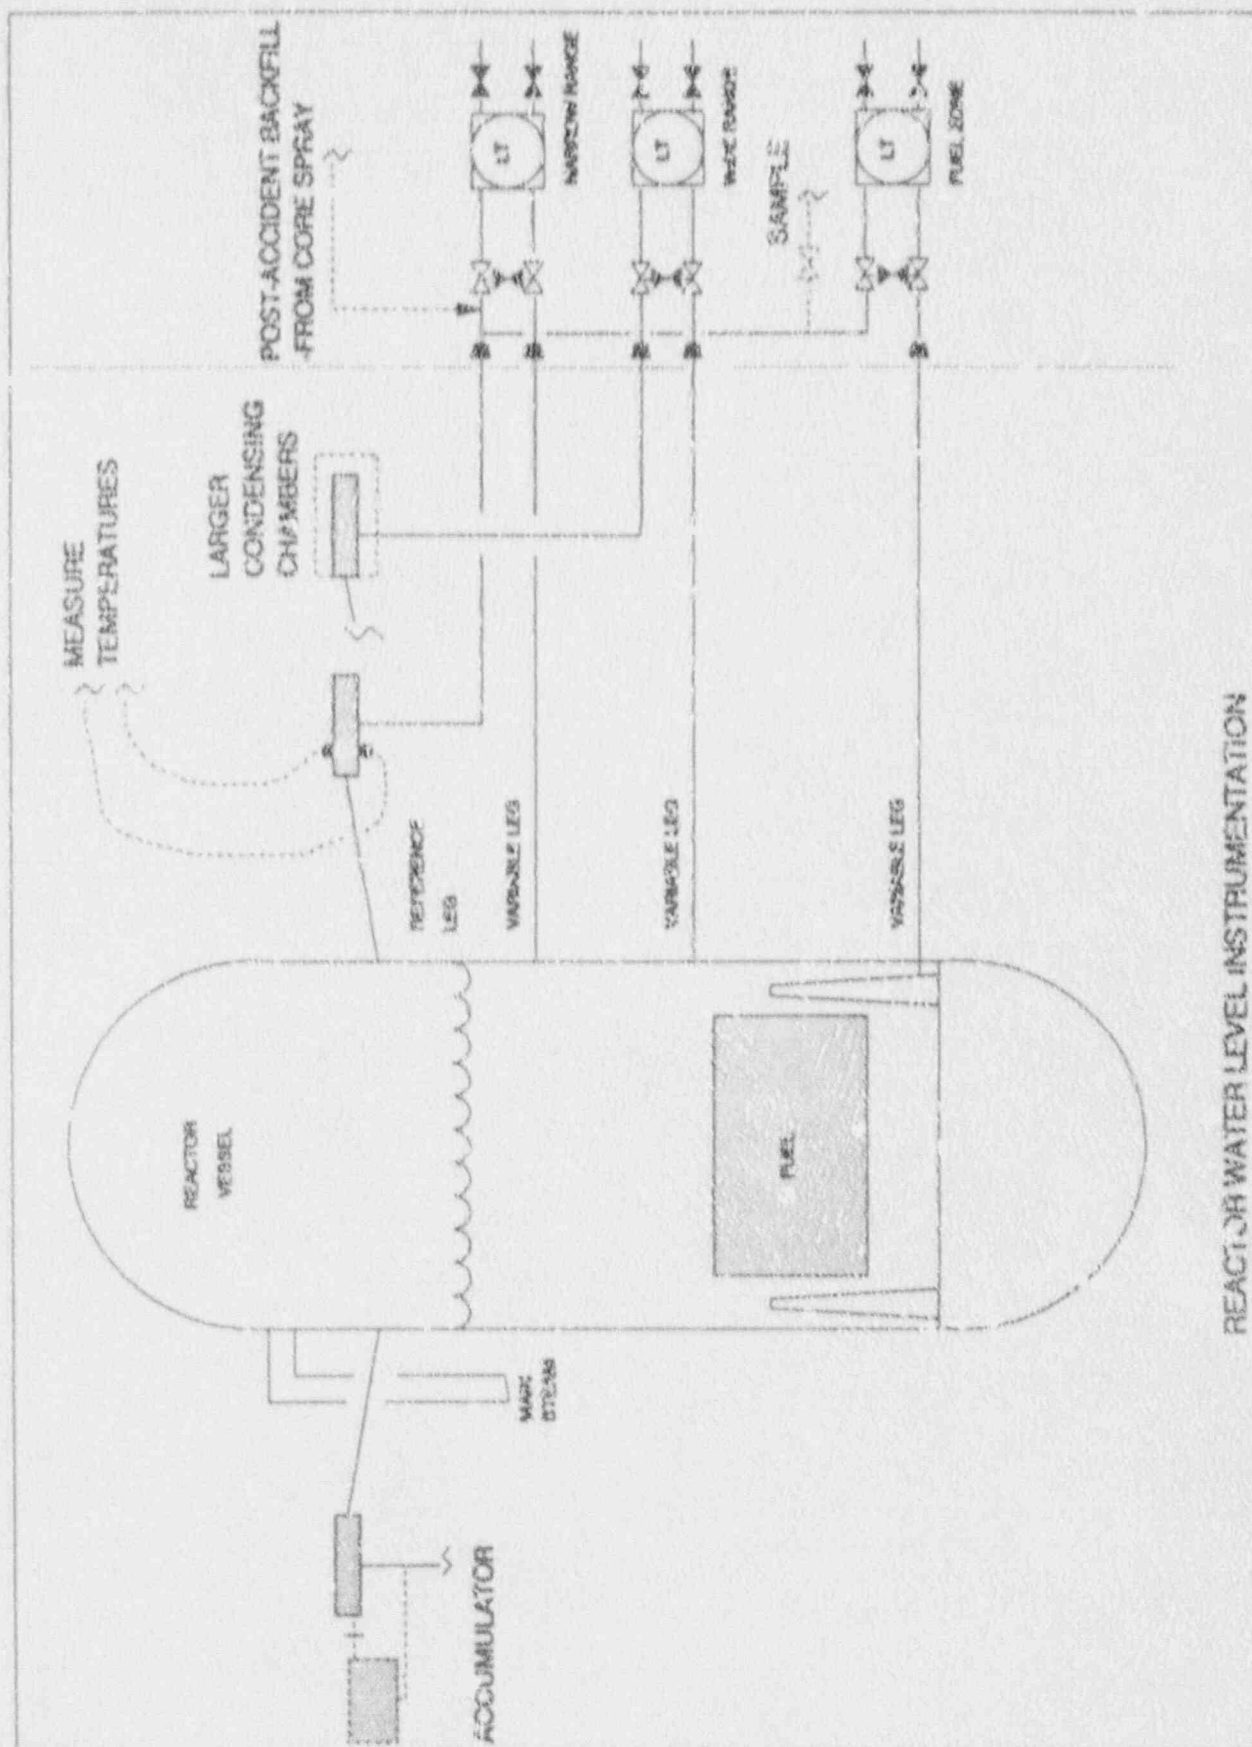 MEASURE
TEMPERATURES
LARGER
CONDENSING
CHAMBERS
POST-ACCIDENT BACKFILL
-FROM CORE SPRAY
REACTOR
VESSEL
REFERENCE
LEG
VARIABLE LEG
VARIABLE LEG
VARIABLE LEG
LT
NARROW RANGE
LT
WIDE RANGE
SAMPLE
LT
FUEL ZONE
FUEL
MAIN
STEAM
ACCUMULATOR
REACTOR WATER LEVEL INSTRUMENTATION